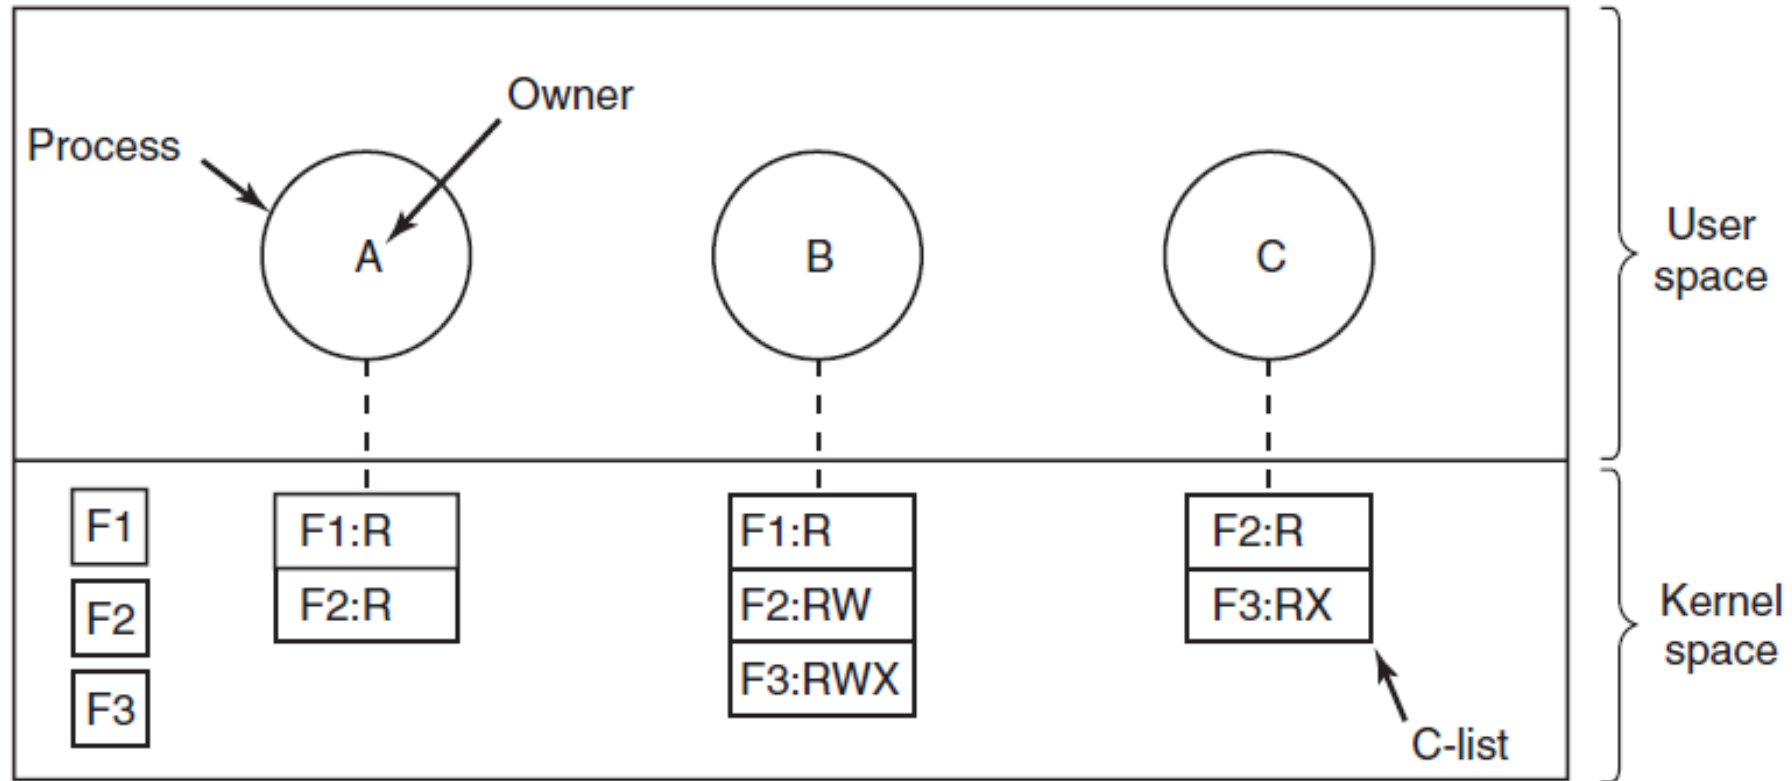 Owner
Process
A
B
C
User
space
F1
F2
F3
F1:R
F2:R
F1:R
F2:RW
F3:RWX
F2:R
F3:RX
C-list
Kernel
space